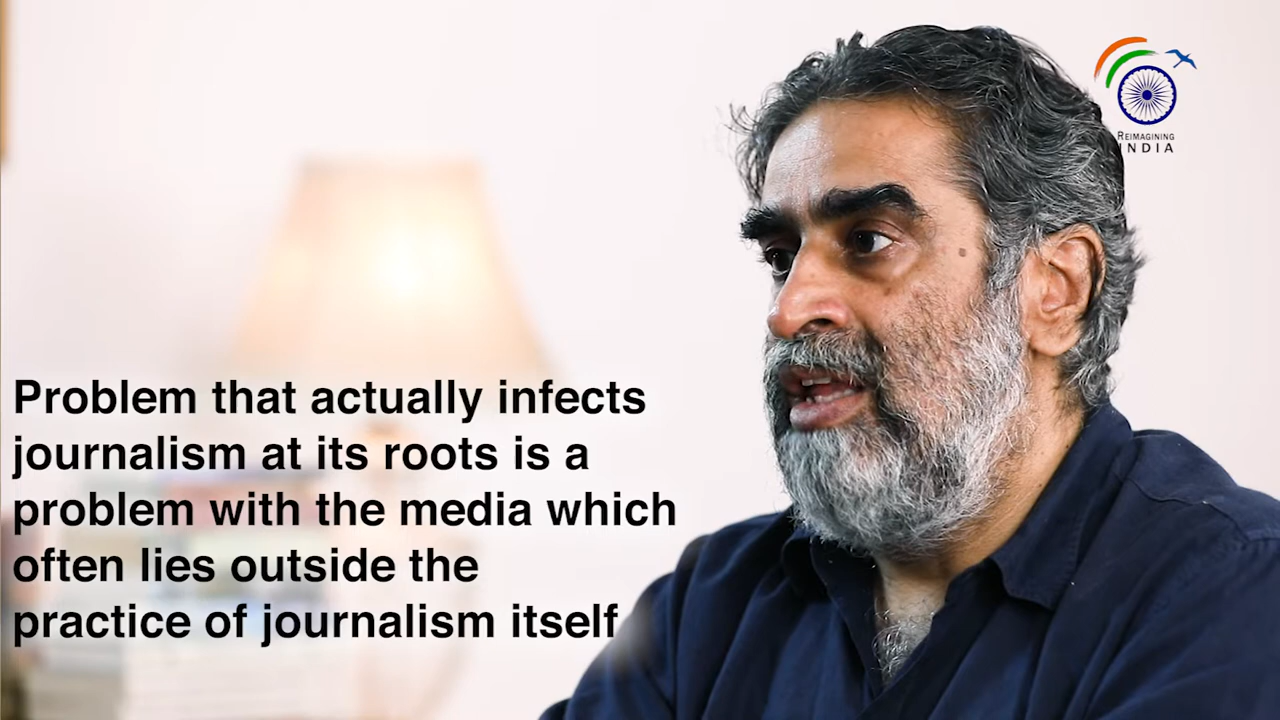 REIMAGINING
INDIA
Problem that actually infects
journalism at its roots is a
problem with the media which
often lies outside the
practice of journalism itself